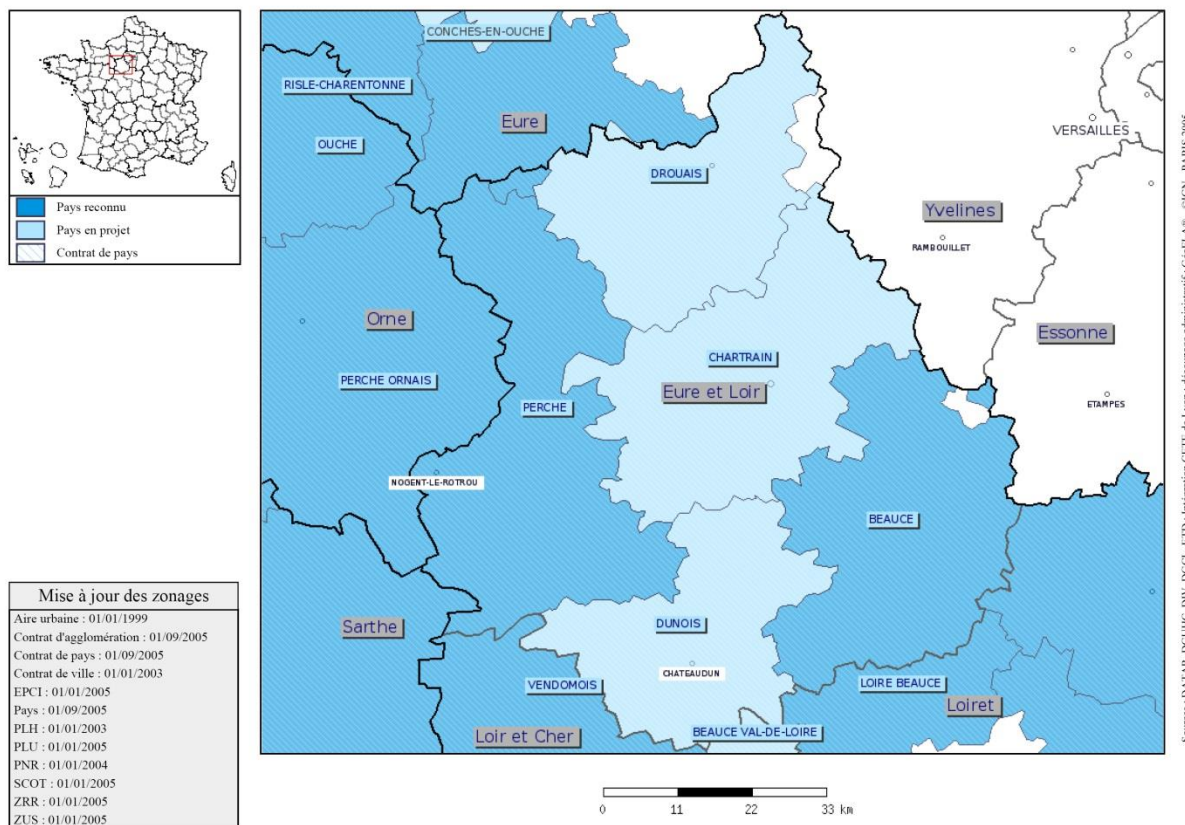 Pays reconnu
Pays en projet
Contrat de pays
CONCHES-EN-OUCHE
RISLE-CHARENTONNE
Eure
OUCHE
VERSAILLES
DROUAIS
Yvelines
RAMBOUILLET
Orne
Essonne
CHARTRAIN
PERCHE ORNAIS
Eure et Loir
PERCHE
ETAMPES
NOGENT-LE-ROTROU
BEAUCE
Sarthe
DUNOIS
CHATEAUDUN
VENDOMOIS
LOIRE BEAUCE
Loiret
Loir et Cher
BEAUCE VAL-DE-LOIRE
0 11 22 33 km
Mise à jour des zonages
Aire urbaine : 01/01/1999
Contrat d'agglomération : 01/09/2005
Contrat de pays : 01/09/2005
Contrat de ville : 01/01/2003
EPCI : 01/01/2005
Pays : 01/09/2005
PLH : 01/01/2003
PLU : 01/01/2005
PNR : 01/01/2004
SCOT : 01/01/2005
ZRR : 01/01/2005
ZUS : 01/01/2005